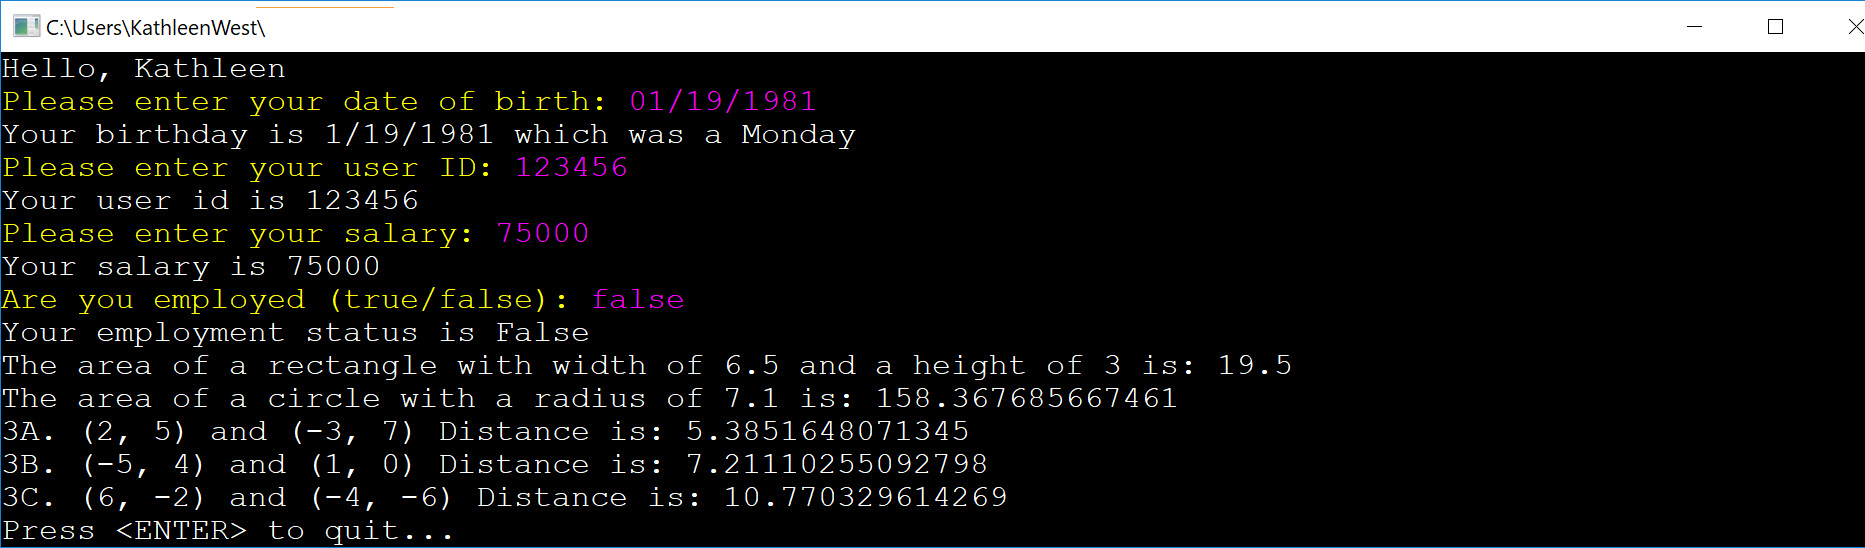 C:\Users\KathleenWest\
Hello, Kathleen
Please enter your date of birth: 01/19/1981
Your birthday is 1/19/1981 which was a Monday
Please enter your user ID: 123456
Your user id is 123456
Please enter your salary: 75000
Your salary is 75000
Are you employed (true/false): false
Your employment status is False
The area of a rectangle with width of 6.5 and a height of 3 is: 19.5
The area of a circle with a radius of 7.1 is: 158.367685667461
3A. (2, 5) and (-3, 7) Distance is: 5.3851648071345
3B. (-5, 4) and (1, 0) Distance is: 7.21110255092798
3C. (6, -2) and (-4, -6) Distance is: 10.770329614269
Press <ENTER> to quit...